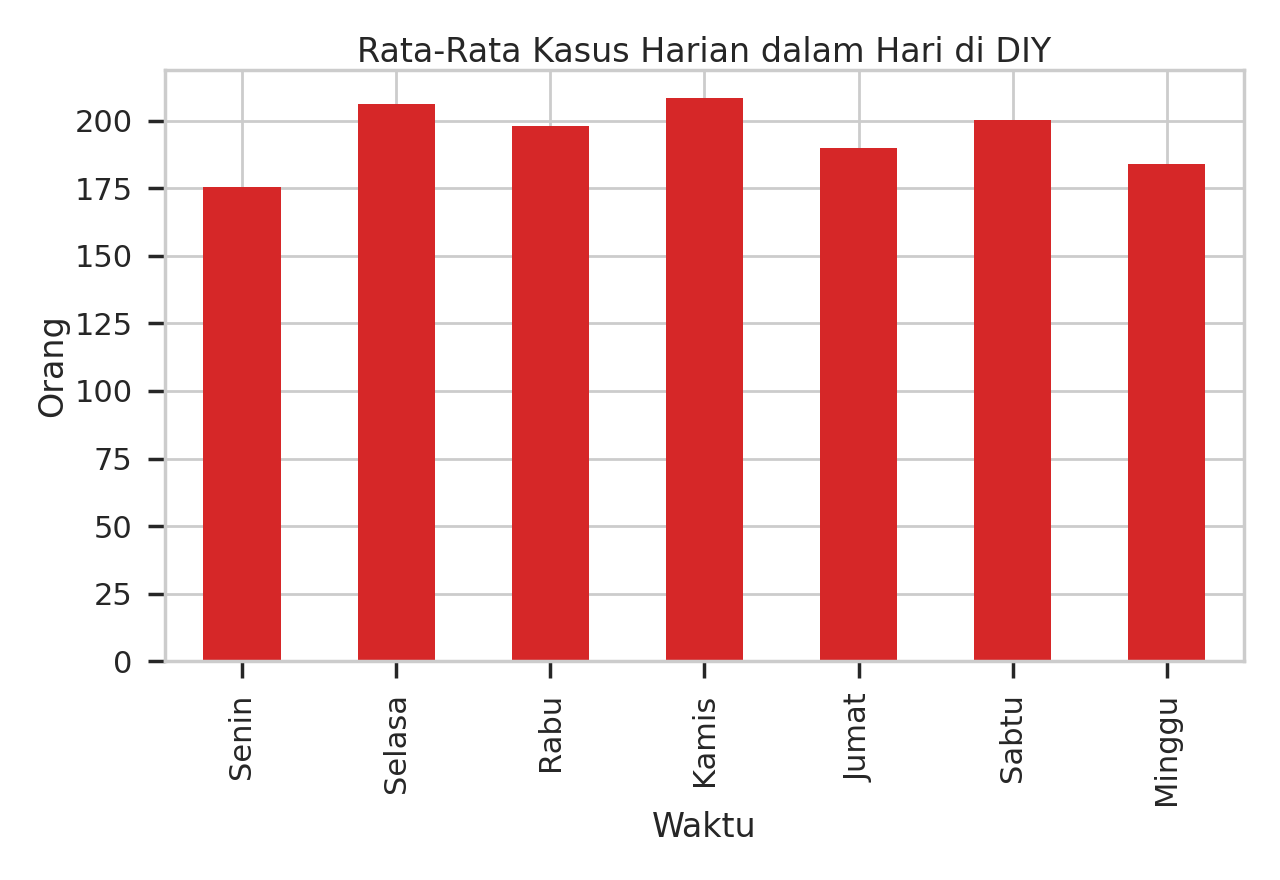 Rata-Rata Kasus Harian dalam Hari di DIY
Orang
200
175
150
125
100
75
50
25
0
Senin
Selasa
Rabu
Kamis
Jumat
Sabtu
Minggu
Waktu